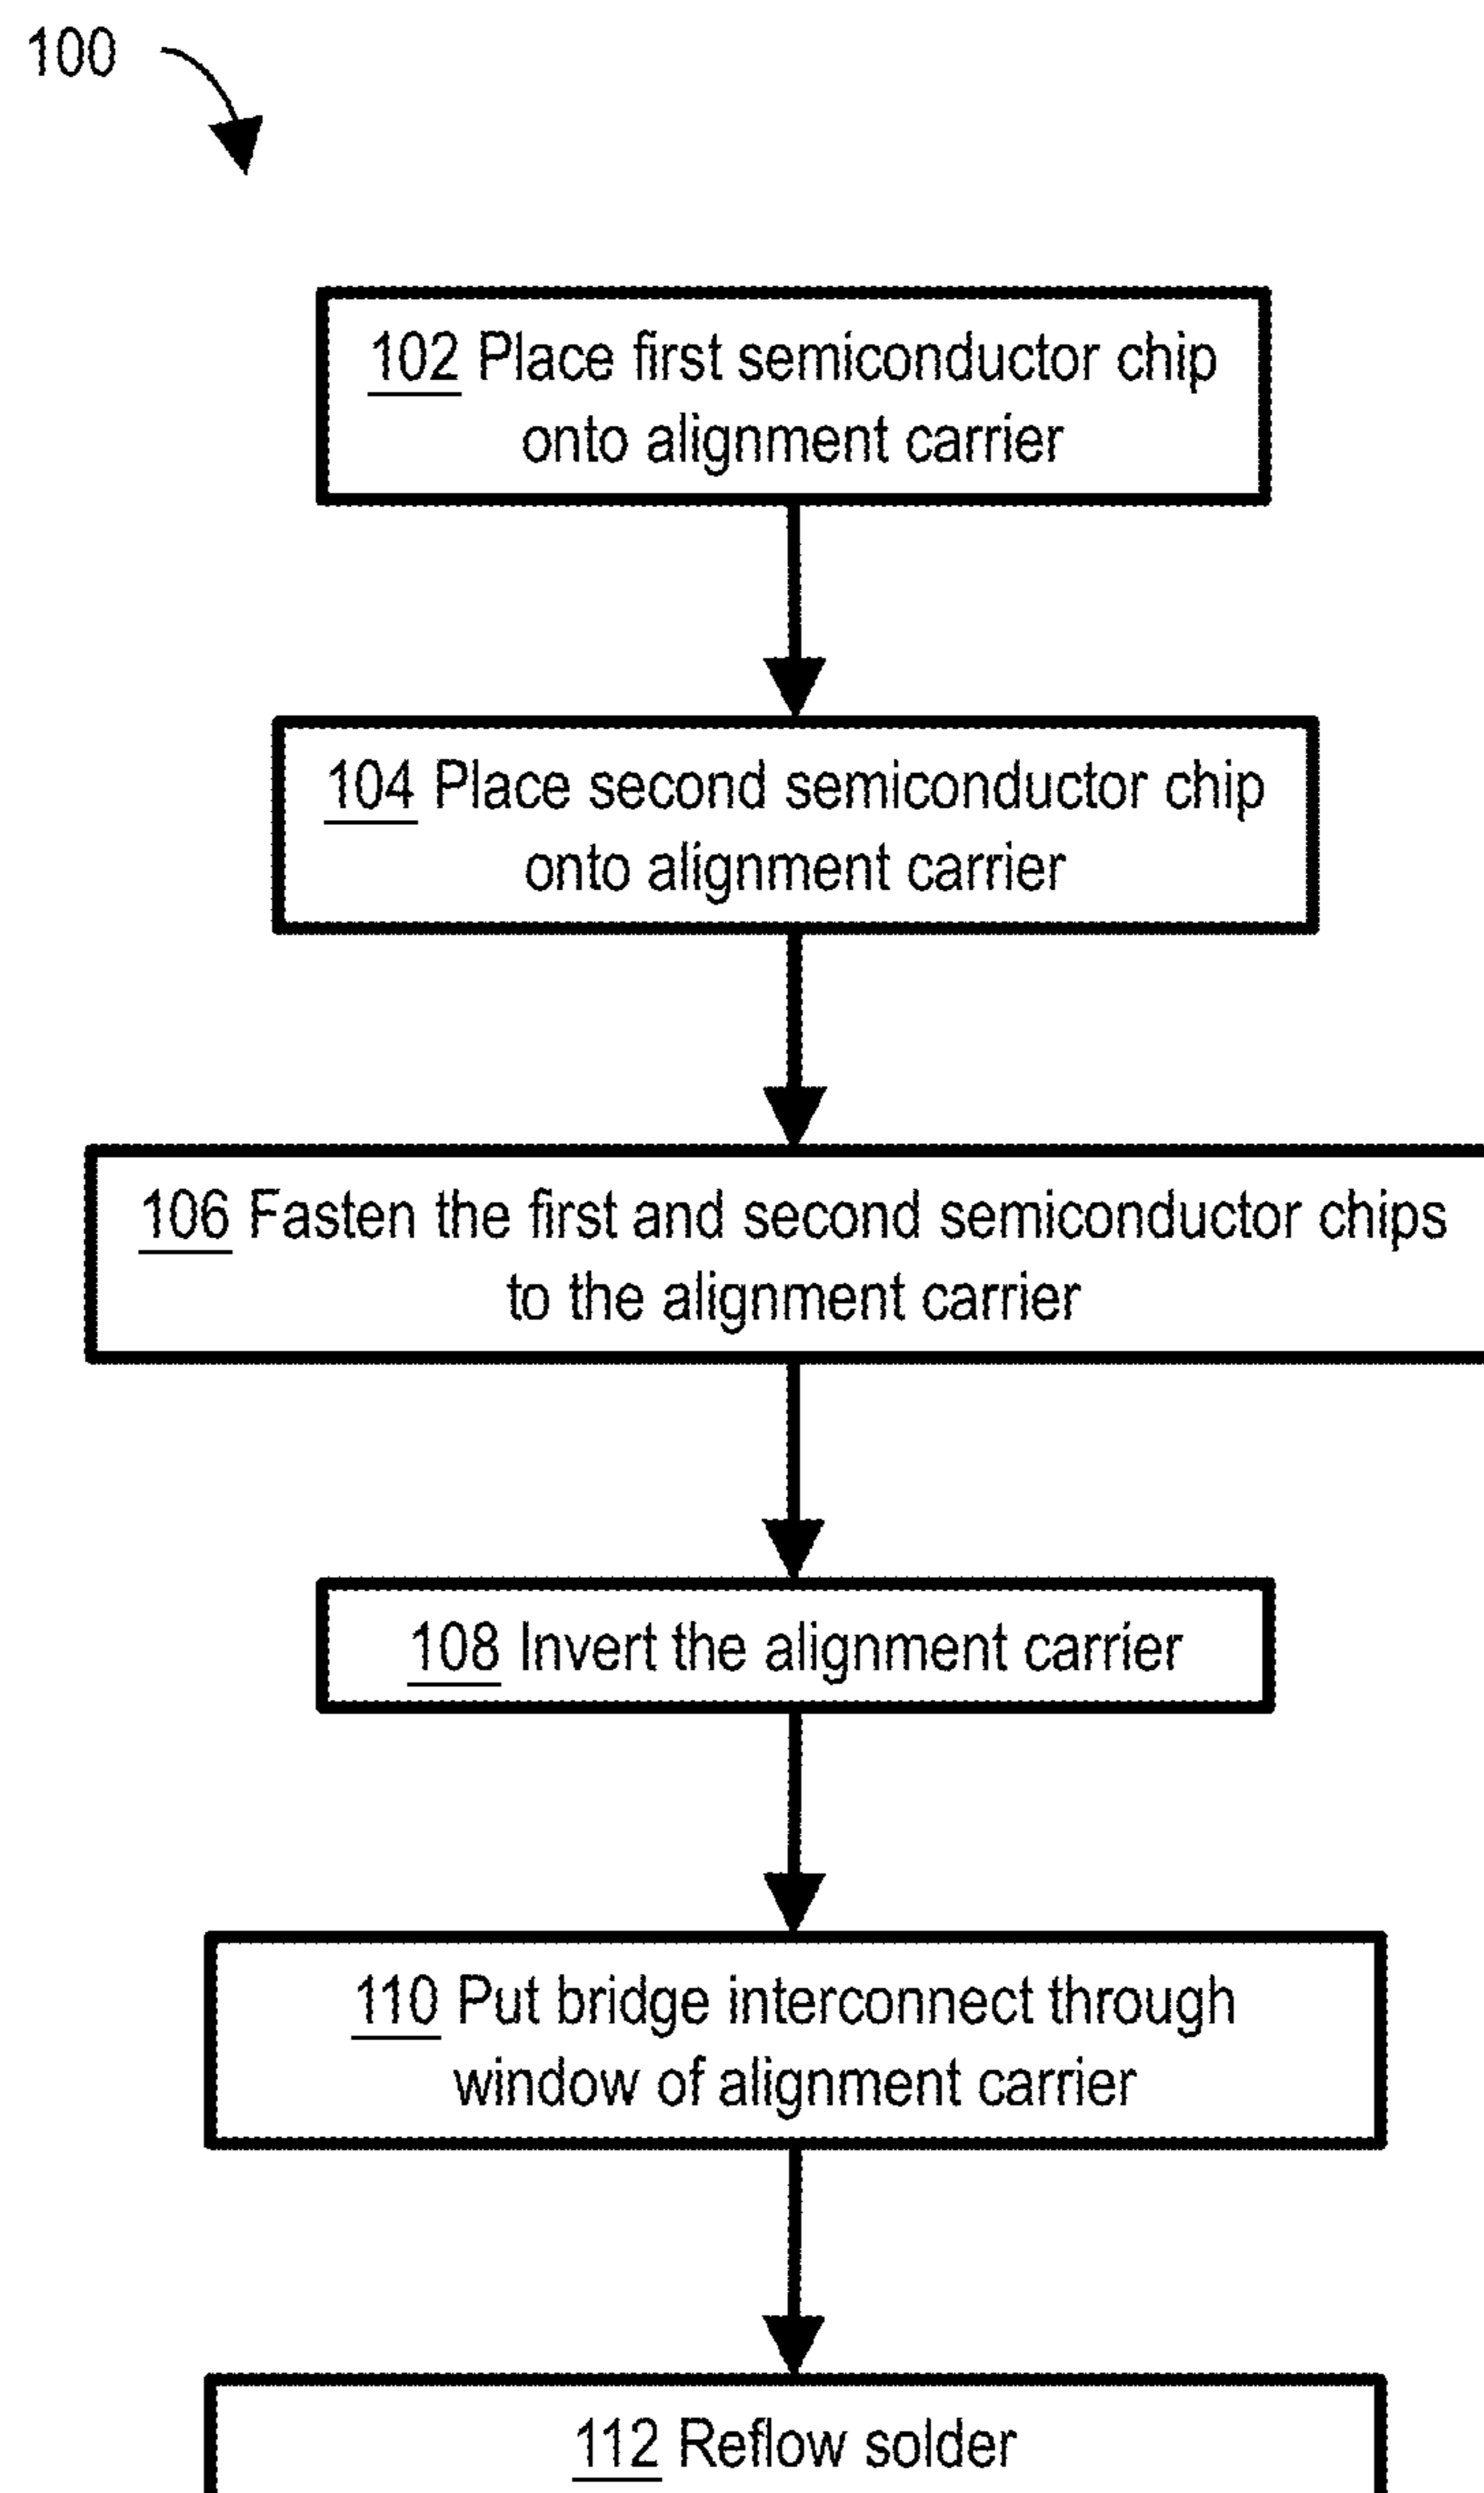 100
102 Place first semiconductor chip
onto alignment carrier
104 Place second semiconductor chip
onto alignment carrier
106 Fasten the first and second semiconductor chips
to the alignment carrier
108 Invert the alignment carrier
110 Put bridge interconnect through
window of alignment carrier
112 Reflow solder